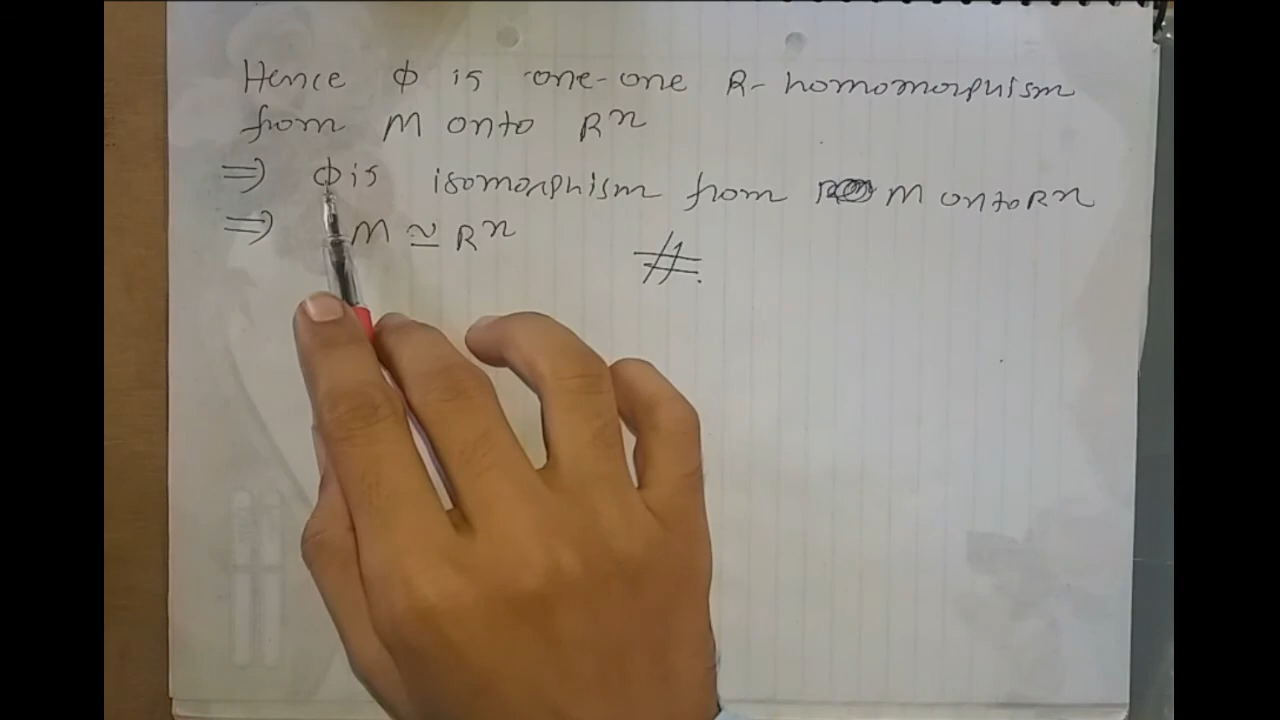 Hence ϕ is one-one R-homomorphism
from M onto Rⁿ
⇒ ϕ is isomorphism from M onto Rⁿ
⇒ M ≃ Rⁿ #.